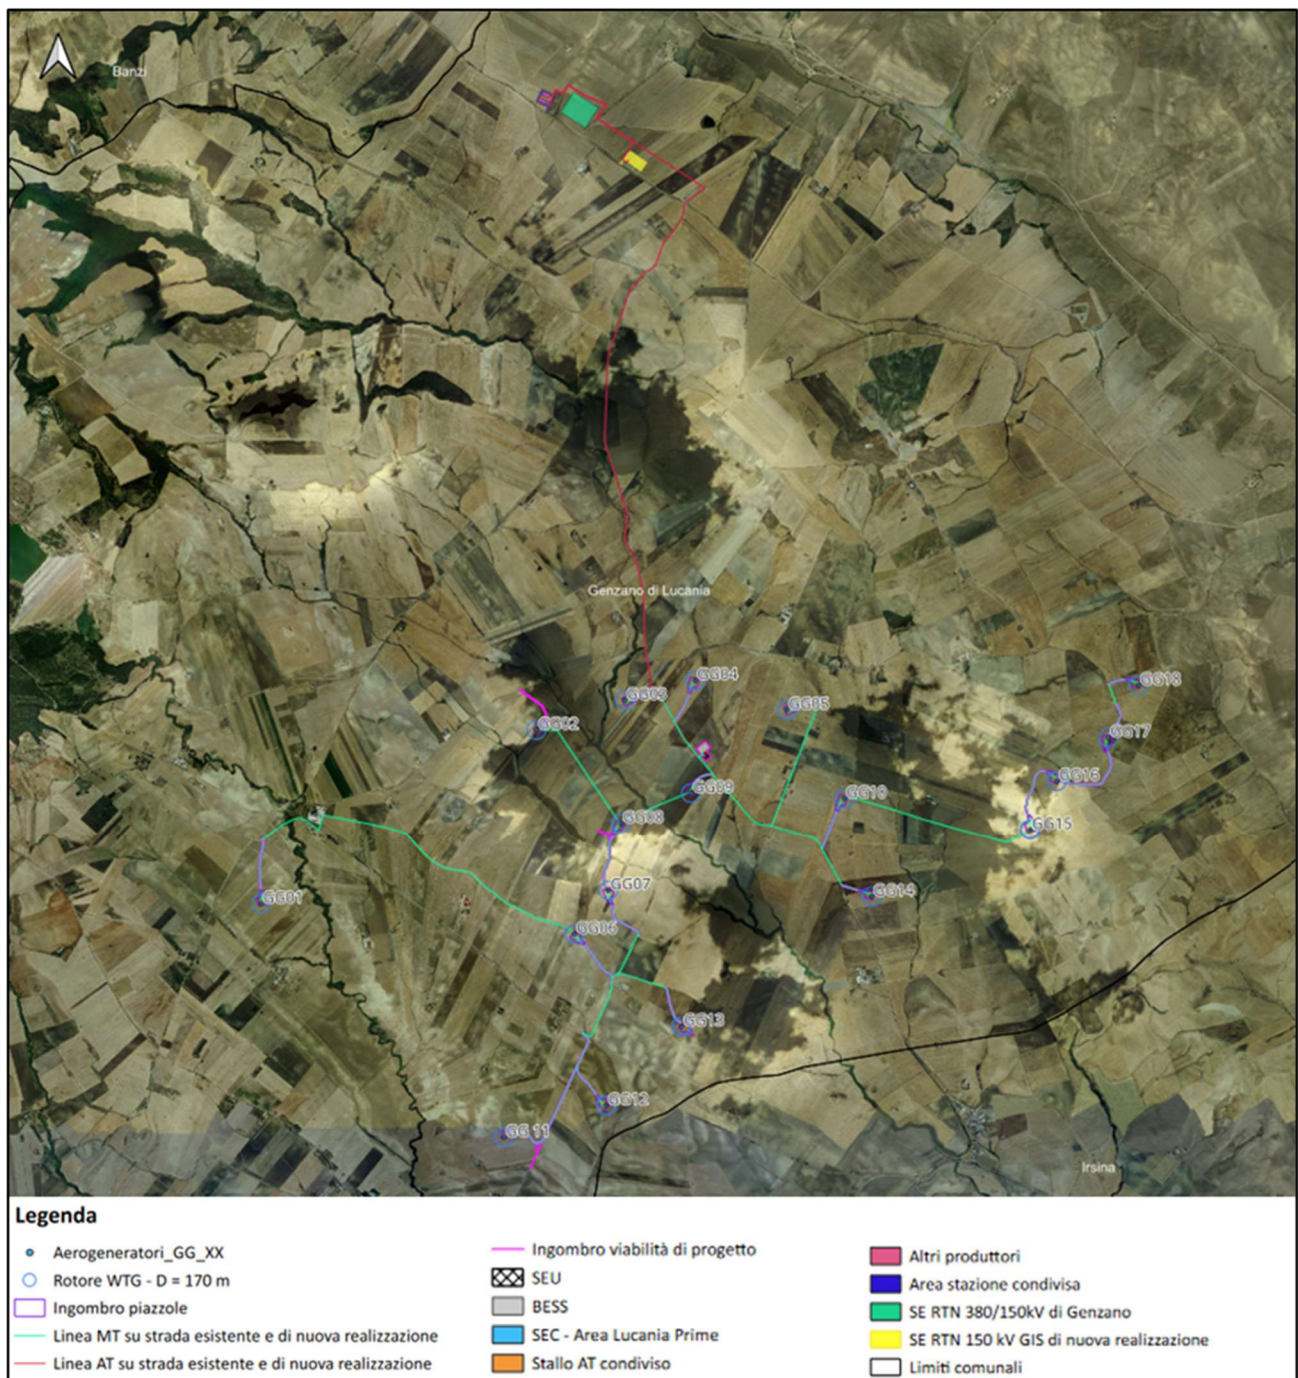 Banzi
Genzano di Lucania
GG04
GG03
GG18
GG05
GG02
GG17
GG16
GG09
GG10
GG08
GG15
GG07
GG14
GG01
GG06
GG13
GG12
GG 11
Irsina
Legenda
Aerogeneratori_GG_XX
Rotore WTG - D = 170 m
Ingombro piazzole
Linea MT su strada esistente e di nuova realizzazione
Linea AT su strada esistente e di nuova realizzazione
Ingombro viabilità di progetto
SEU
BESS
SEC - Area Lucania Prime
Stallo AT condiviso
Altri produttori
Area stazione condivisa
SE RTN 380/150kV di Genzano
SE RTN 150 kV GIS di nuova realizzazione
Limiti comunali